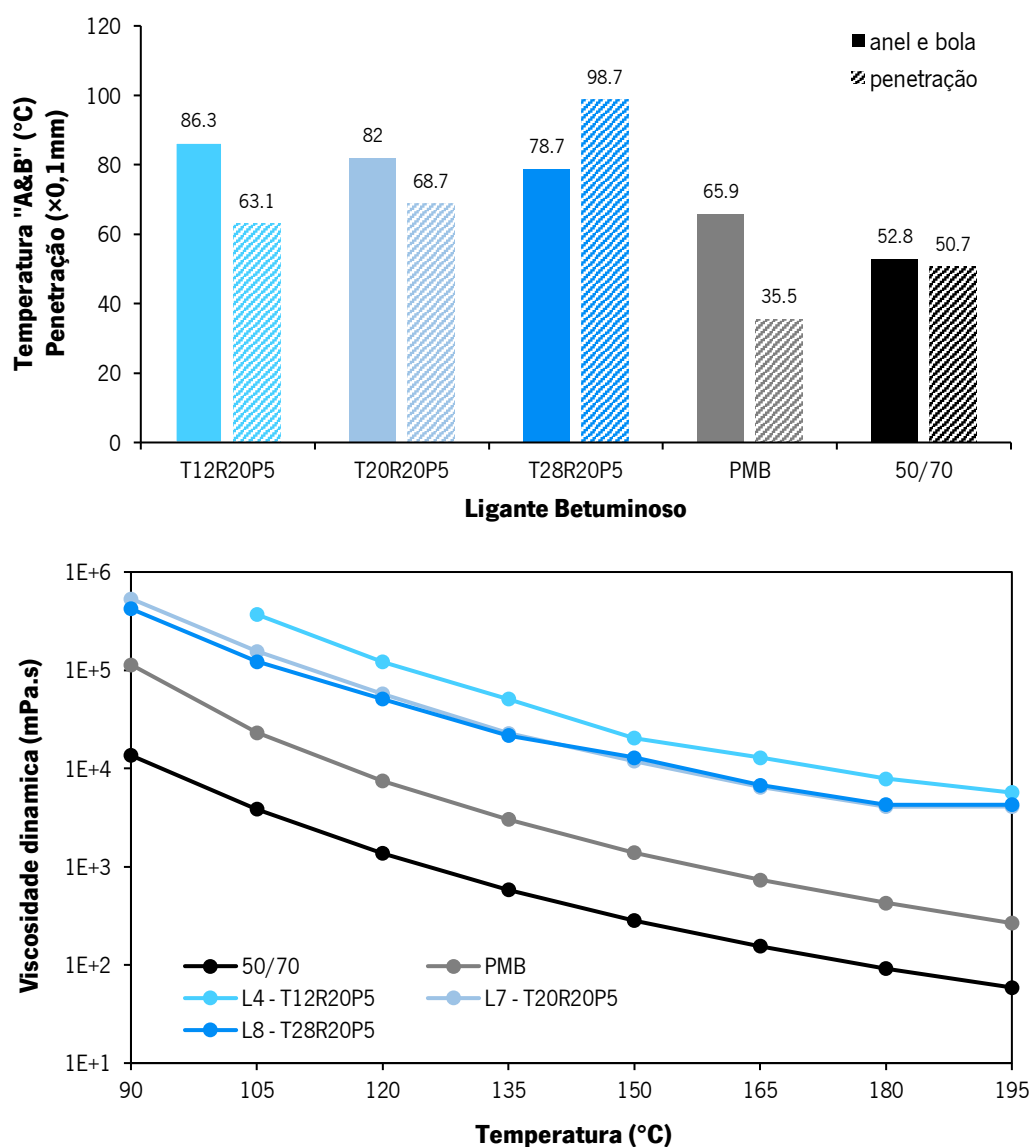 120
100
80
60
40
20
0
Temperatura "A&B" (°C)
Penetração (×0,1mm)
anel e bola
penetração
86.3
63.1
82
68.7
78.7
98.7
65.9
35.5
52.8
50.7
T12R20P5
T20R20P5
T28R20P5
PMB
50/70
Ligante Betuminoso
1E+6
1E+5
1E+4
1E+3
1E+2
1E+1
Viscosidade dinamica (mPa.s)
50/70
PMB
L4 - T12R20P5
L7 - T20R20P5
L8 - T28R20P5
90
105
120
135
150
165
180
195
Temperatura (°C)